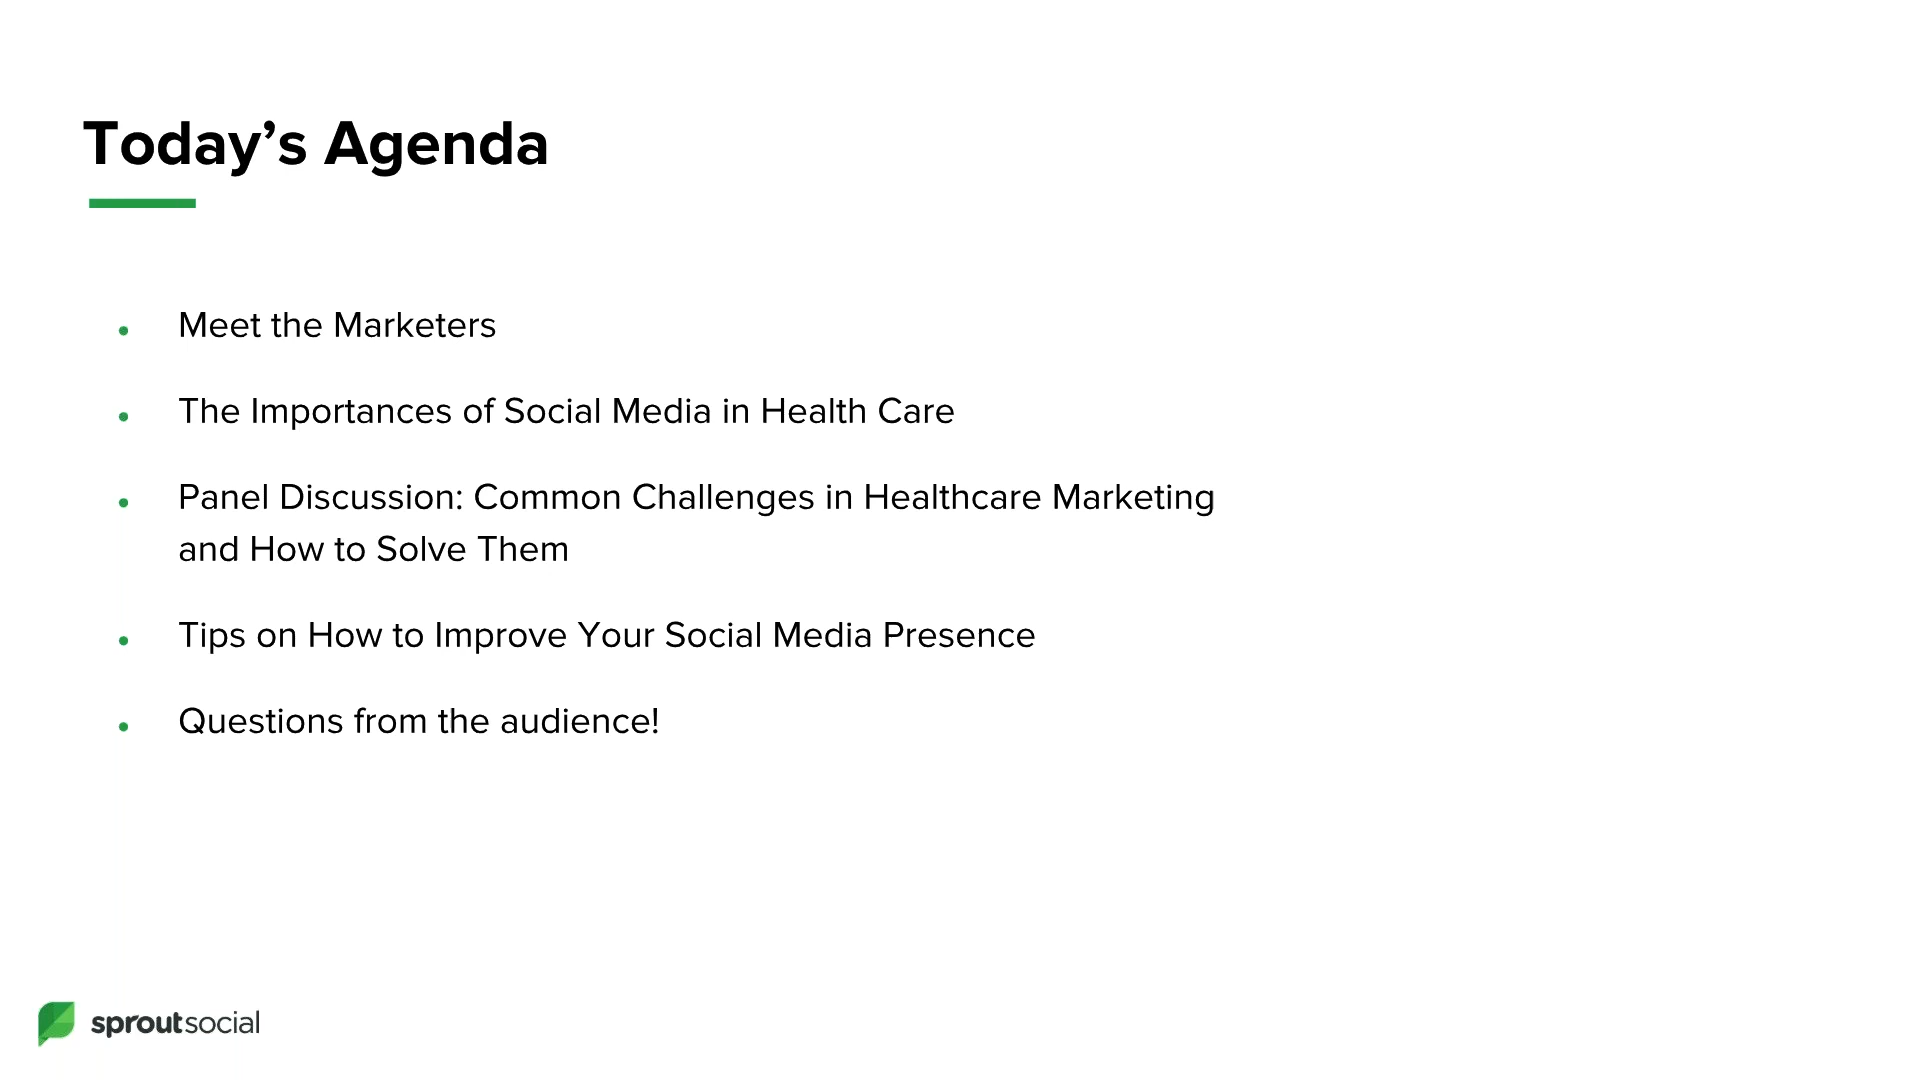 Today’s Agenda
Meet the Marketers
The Importances of Social Media in Health Care
Panel Discussion: Common Challenges in Healthcare Marketing
and How to Solve Them
Tips on How to Improve Your Social Media Presence
Questions from the audience!
sproutsocial